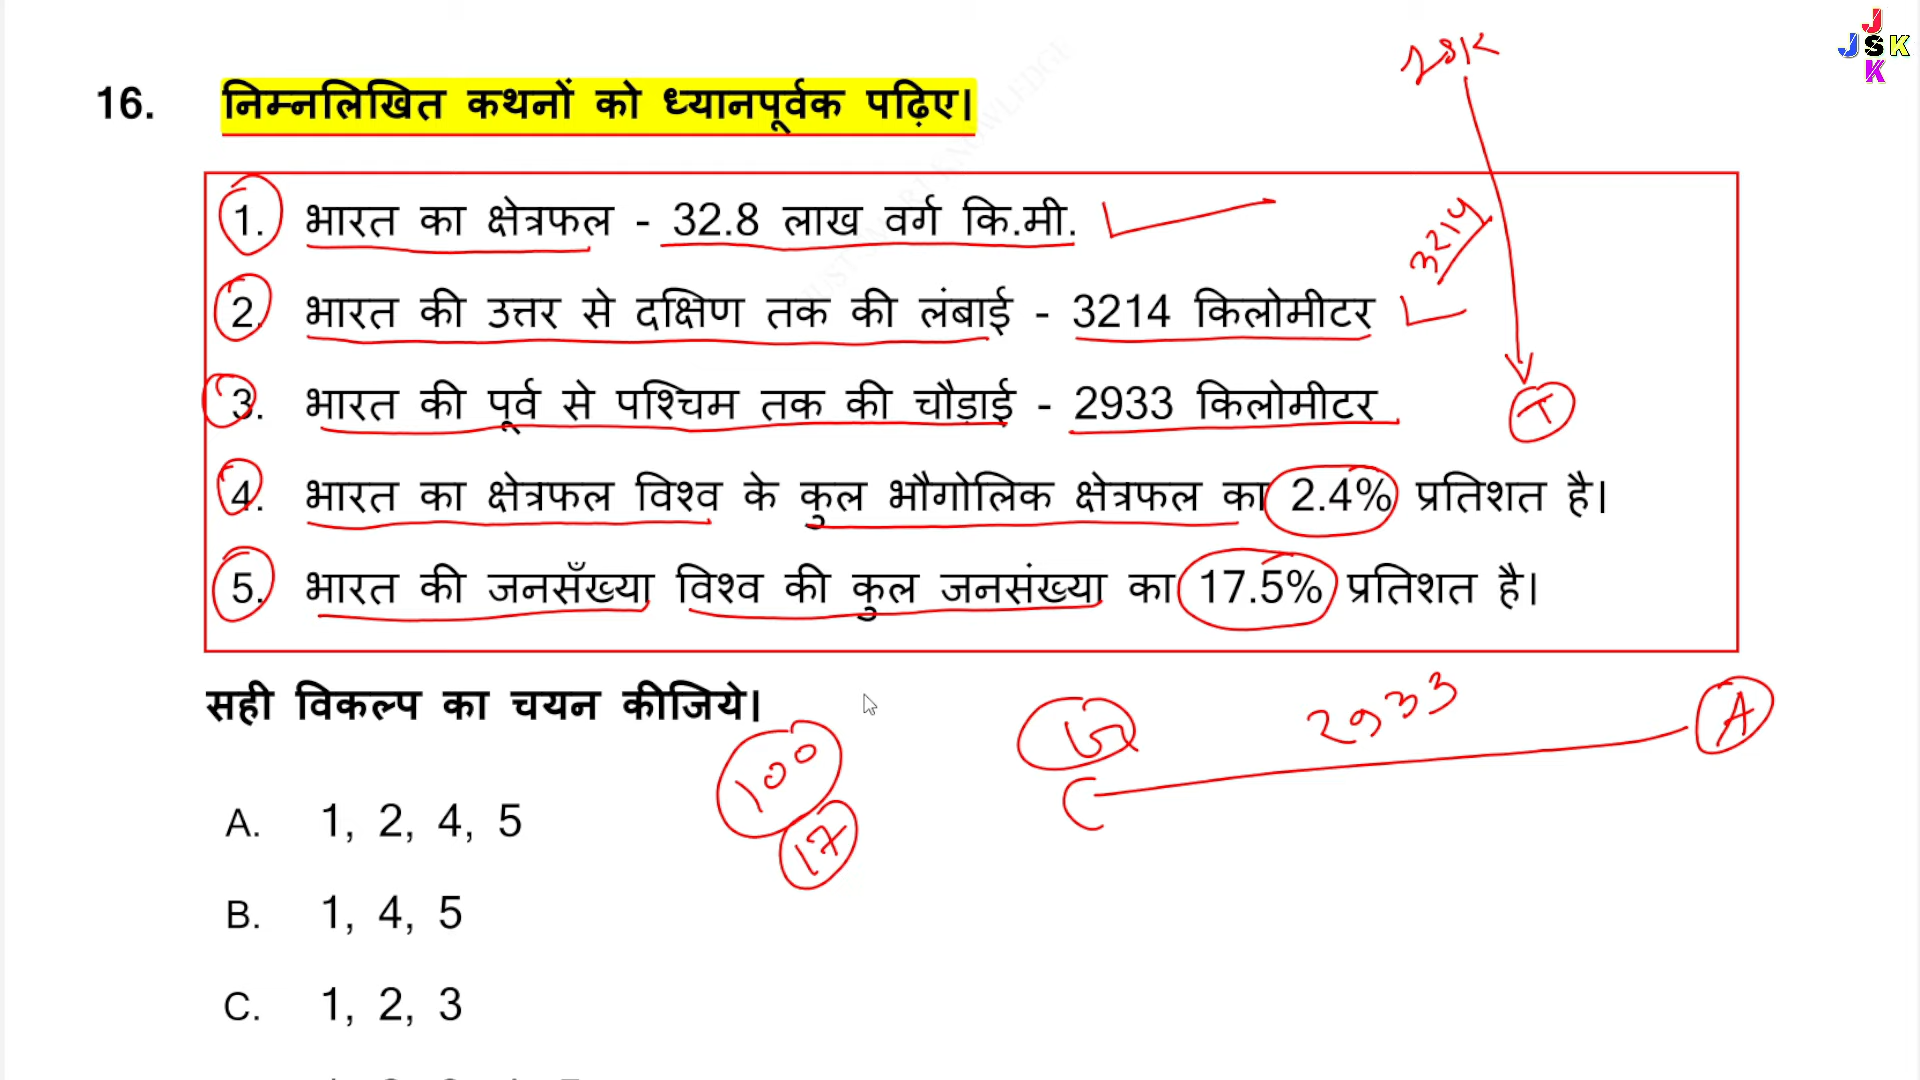 J
JSK
K
J&K
16. निम्नलिखित कथनों को ध्यानपूर्वक पढ़िए।
1. भारत का क्षेत्रफल - 32.8 लाख वर्ग कि.मी.
3214
2. भारत की उत्तर से दक्षिण तक की लंबाई - 3214 किलोमीटर
3. भारत की पूर्व से पश्चिम तक की चौड़ाई - 2933 किलोमीटर
T
4. भारत का क्षेत्रफल विश्व के कुल भौगोलिक क्षेत्रफल का 2.4% प्रतिशत है।
5. भारत की जनसँख्या विश्व की कुल जनसंख्या का 17.5% प्रतिशत है।
सही विकल्प का चयन कीजिये।
2933
A
100
17
A. 1, 2, 4, 5
B. 1, 4, 5
C. 1, 2, 3